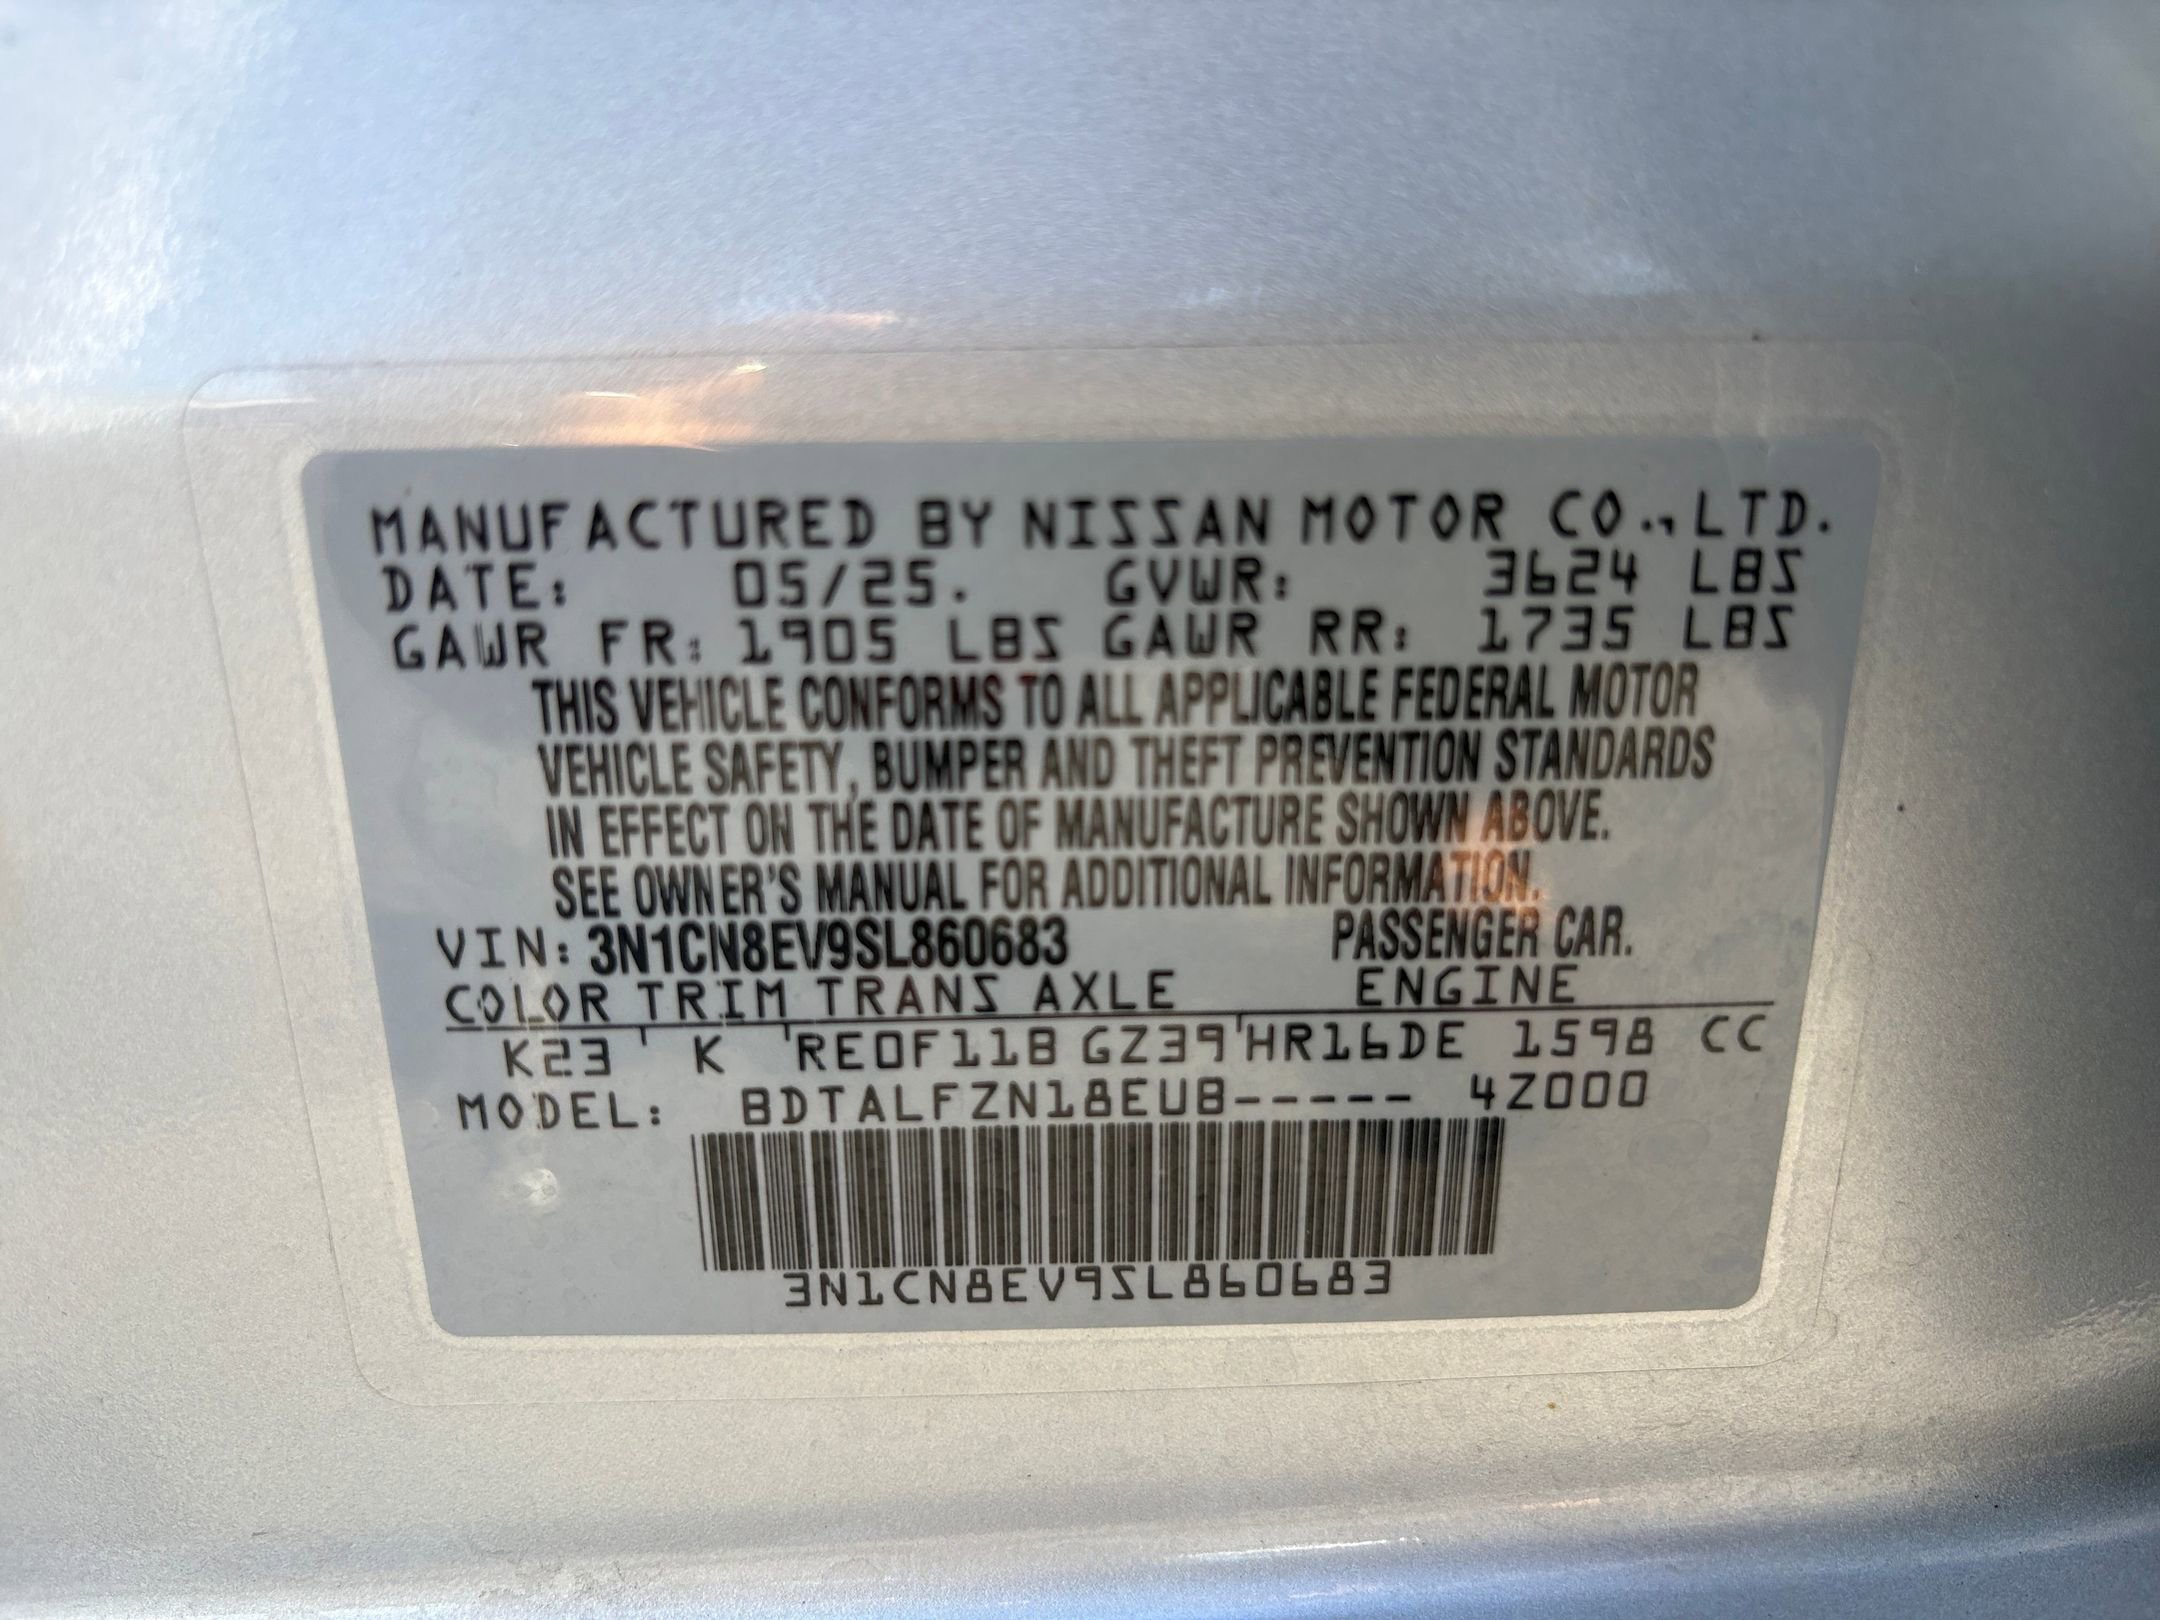 MANUFACTURED BY NISSAN MOTOR CO., LTD.
DATE: 05/25. GVWR: 3624 LBS
GAWR FR: 1905 LBS GAWR RR: 1735 LBS
THIS VEHICLE CONFORMS TO ALL APPLICABLE FEDERAL MOTOR
VEHICLE SAFETY, BUMPER AND THEFT PREVENTION STANDARDS
IN EFFECT ON THE DATE OF MANUFACTURE SHOWN ABOVE.
SEE OWNER'S MANUAL FOR ADDITIONAL INFORMATION.
VIN: 3N1CN8EV9SL860683 PASSENGER CAR.
COLOR TRIM TRANS AXLE ENGINE
K23 K RE0F11B GZ39 HR16DE 1598 CC
MODEL: BDTALFZN18EUB----- 4Z000
3N1CN8EV9SL860683